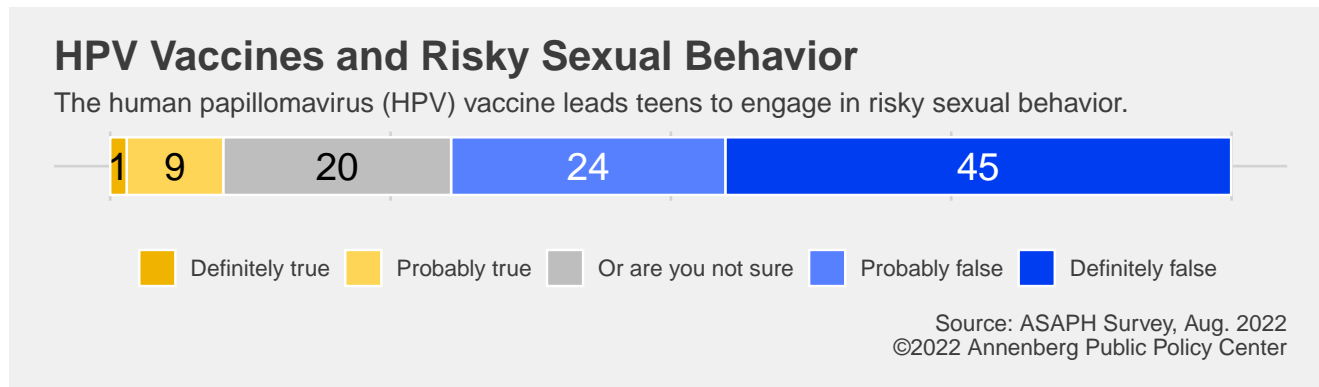 HPV Vaccines and Risky Sexual Behavior
The human papillomavirus (HPV) vaccine leads teens to engage in risky sexual behavior.
1 9 20 24 45
Definitely true Probably true Or are you not sure Probably false Definitely false
Source: ASAPH Survey, Aug. 2022
©2022 Annenberg Public Policy Center